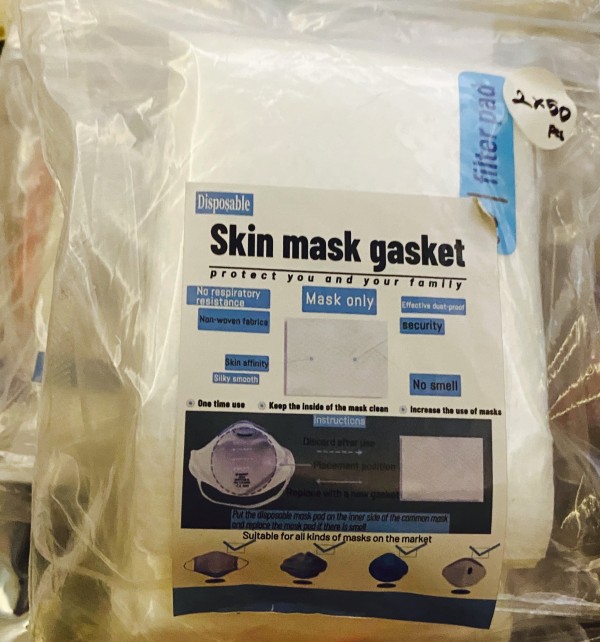 2x50
filter pad
Disposable
Skin mask gasket
protect you and your family
No respiratory
resistance
Mask only
Effective dust-proof
Non-woven fabrics
security
Skin affinity
Silky smooth
No smell
One time use
Keep the inside of the mask clean
Increase the use of masks
Instructions
Discard after use
Placement position
Replace with a new gasket
Put the disposable mask pad on the inner side of the common mask
and replace the mask pad if there is smell
Suitable for all kinds of masks on the market